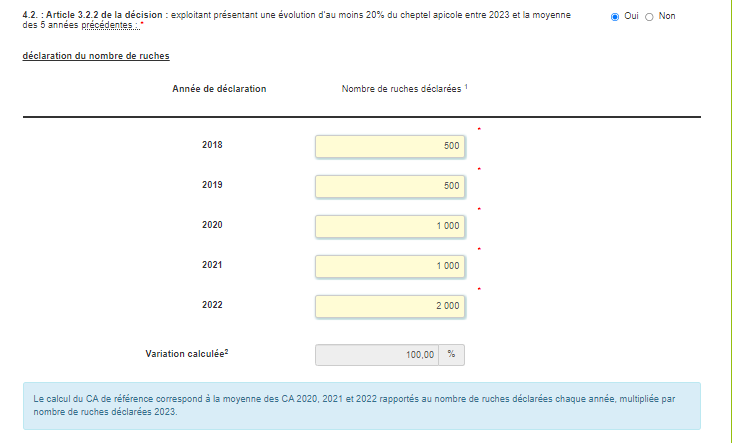 4.2. : Article 3.2.2 de la décision : exploitant présentant une évolution d'au moins 20% du cheptel apicole entre 2023 et la moyenne des 5 années précédentes : * Oui Non
déclaration du nombre de ruches
Année de déclaration Nombre de ruches déclarées 1
*
2018 500
*
2019 500
*
2020 1 000
*
2021 1 000
*
2022 2 000
Variation calculée2 100,00 %
Le calcul du CA de référence correspond à la moyenne des CA 2020, 2021 et 2022 rapportés au nombre de ruches déclarées chaque année, multipliée par
nombre de ruches déclarées 2023.